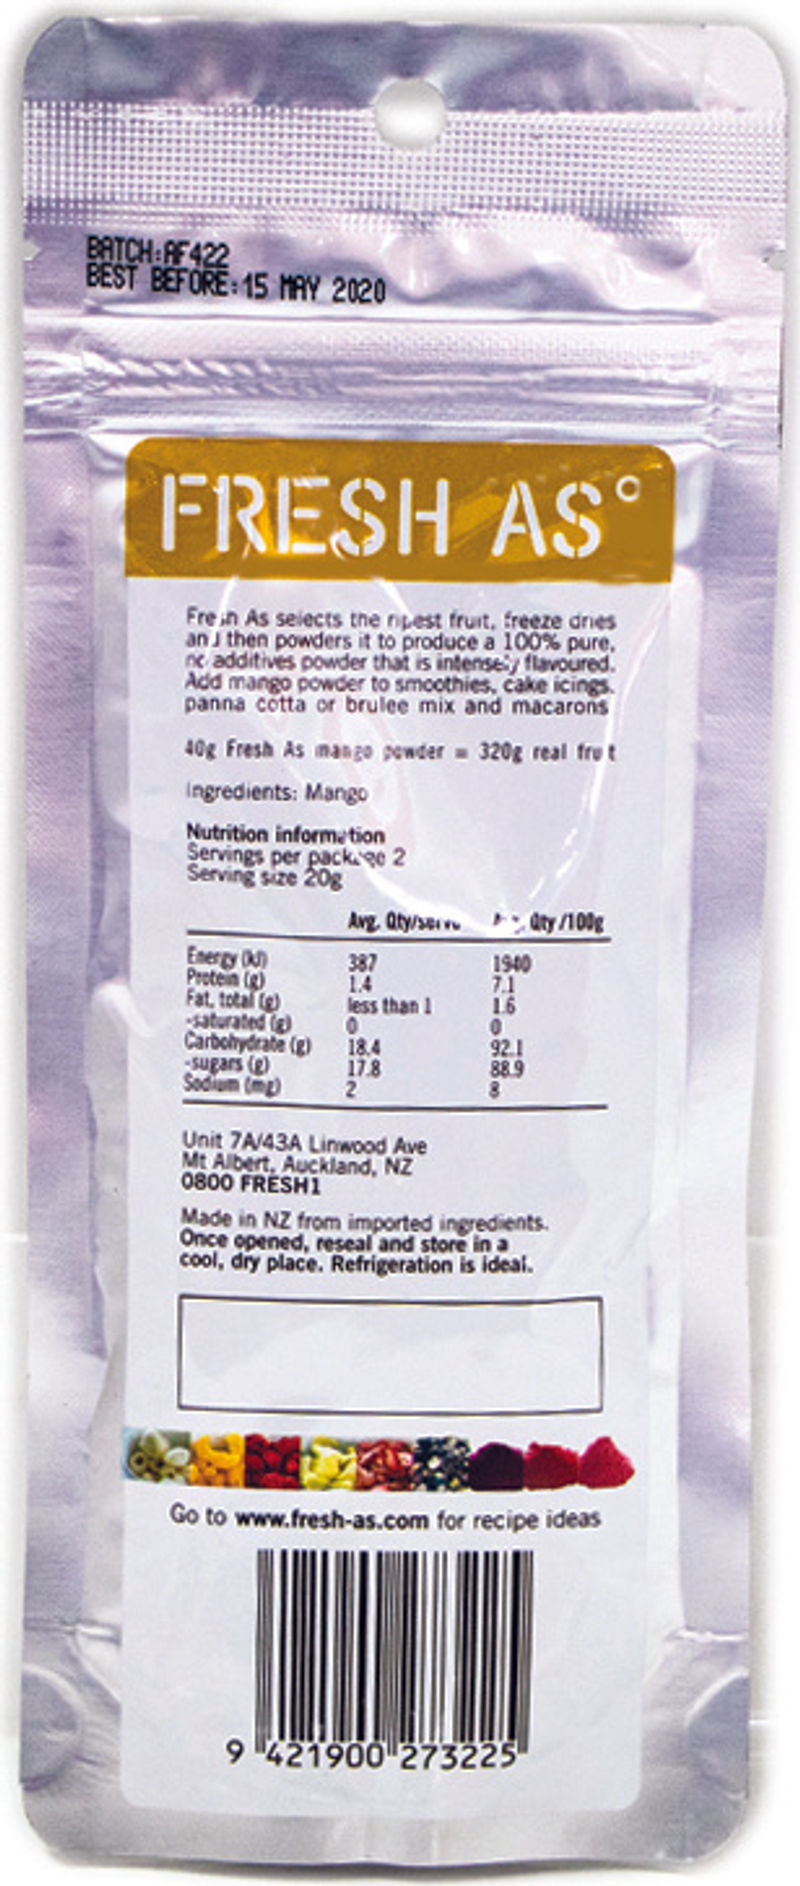 BATCH:AF422
BEST BEFORE:15 MAY 2020
FRESH AS°
Fresh As selects the ripest fruit, freeze dries
and then powders it to produce a 100% pure,
no additives powder that is intensely flavoured.
Add mango powder to smoothies, cake icings,
panna cotta or brulee mix and macarons
40g Fresh As mango powder = 320g real fruit
Ingredients: Mango
Nutrition information
Servings per package 2
Serving size 20g
Avg. Qty/serve Avg. Qty /100g
Energy (kJ) 387 1940
Protein (g) 1.4 7.1
Fat, total (g) less than 1 1.6
-saturated (g) 0 0
Carbohydrate (g) 18.4 92.1
-sugars (g) 17.8 88.9
Sodium (mg) 2 8
Unit 7A/43A Linwood Ave
Mt Albert, Auckland, NZ
0800 FRESH1
Made in NZ from imported ingredients.
Once opened, reseal and store in a
cool, dry place. Refrigeration is ideal.
Go to www.fresh-as.com for recipe ideas
9 421900 273225